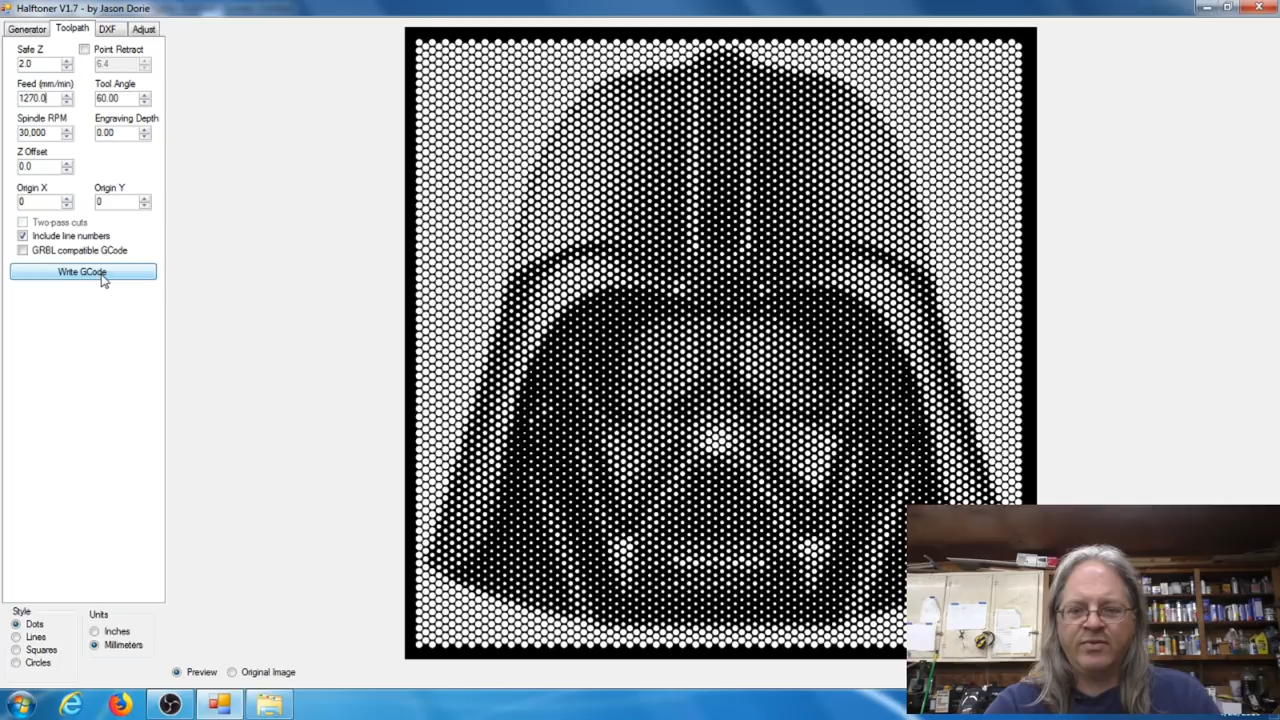 Halftoner V1.7 - by Jason Dorie
Generator Toolpath DXF Adjust
Safe Z Point Retract
2.0 6.4
Feed (mm/min) Tool Angle
1270.0 60.00
Spindle RPM Engraving Depth
30,000 0.00
Z Offset
0.0
Origin X Origin Y
0 0
Two-pass cuts
Include line numbers
GRBL compatible GCode
Write GCode
Style Units
Dots Inches
Lines Millimeters
Squares
Circles
Preview Original Image